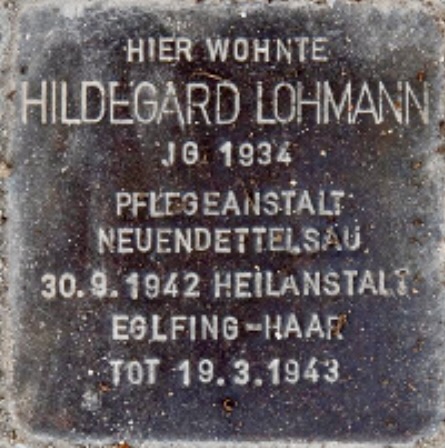 HIER WOHNTE
HILDEGARD LOHMANN
JG. 1934
PFLEGEANSTALT
NEUENDETTELSAU
30.9.1942 HEILANSTALT
EGLFING-HAAR
TOT 19.3.1943